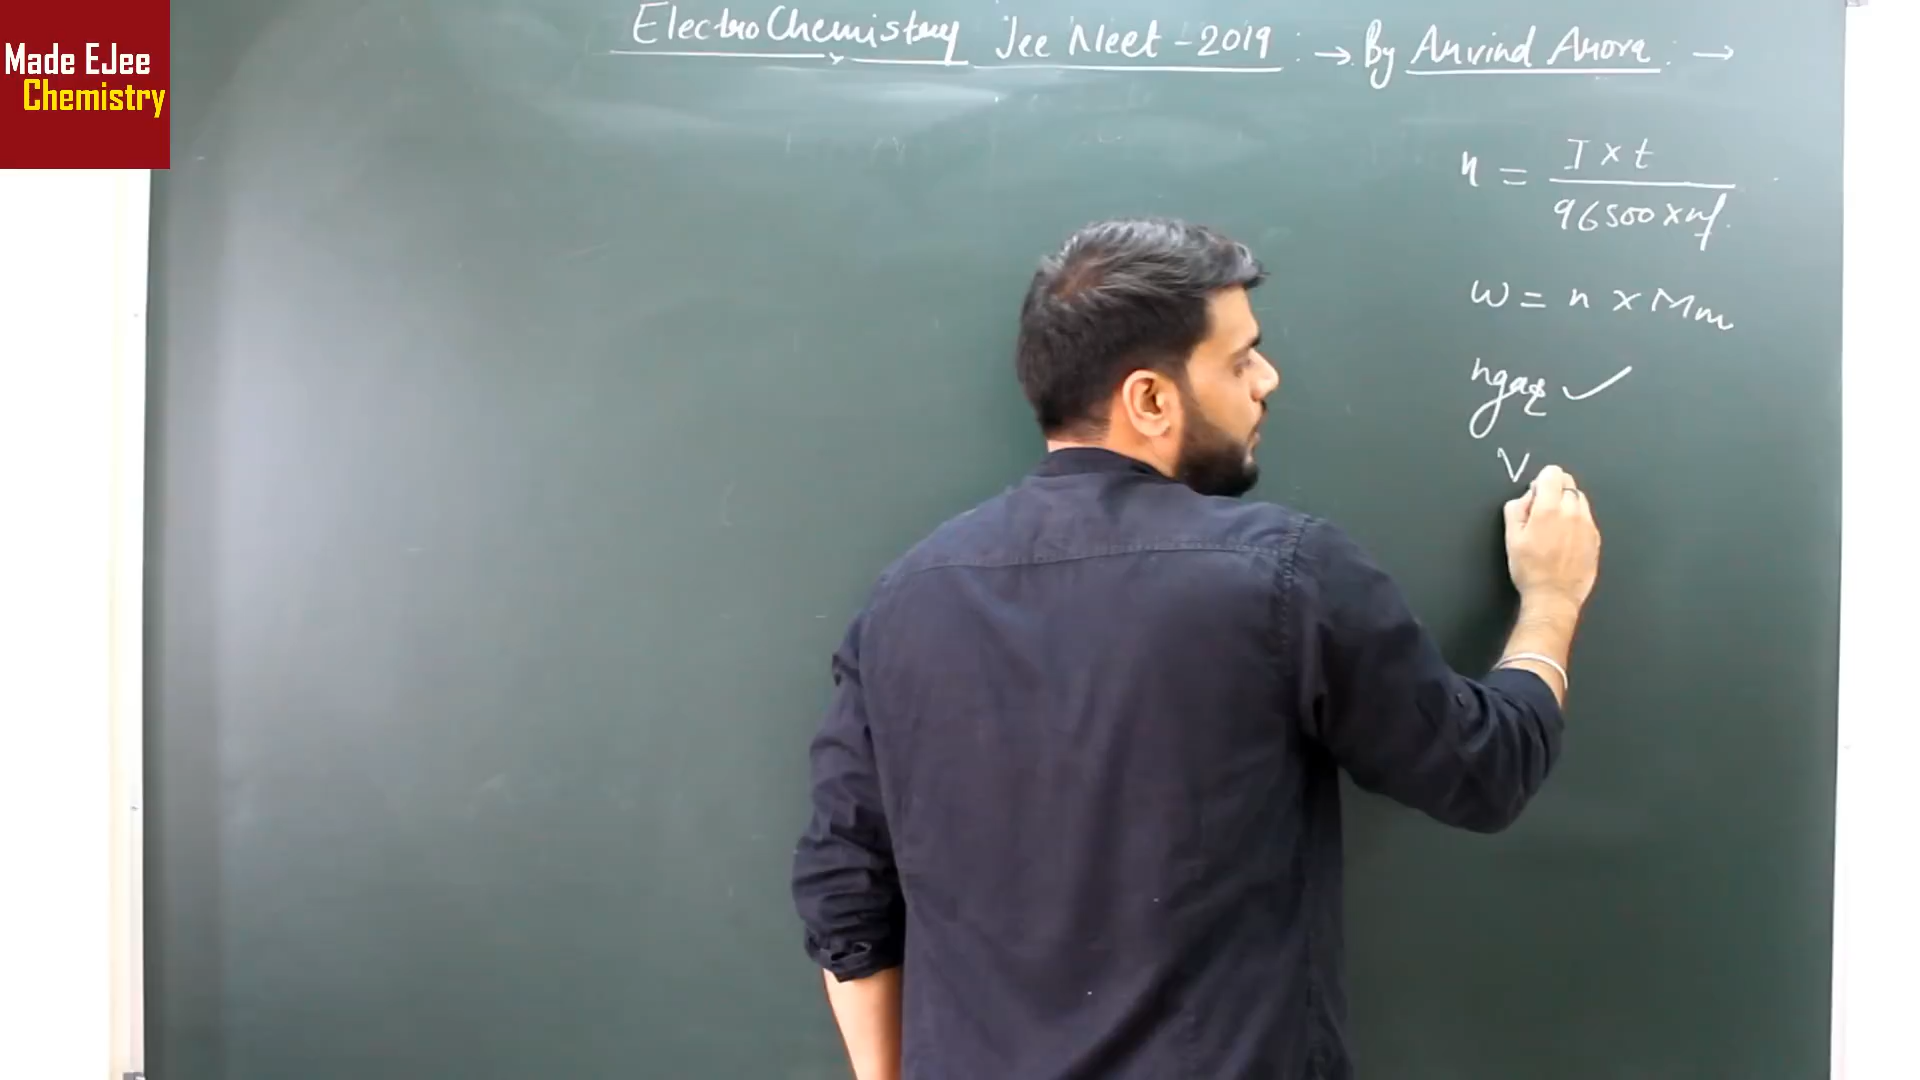 Made EJee
Chemistry
ElectroChemistry Jee Neet - 2019 : → By Arvind Arora : →
n = I × t / 96500 × nf.
w = n × Mm
ngas ✓
V